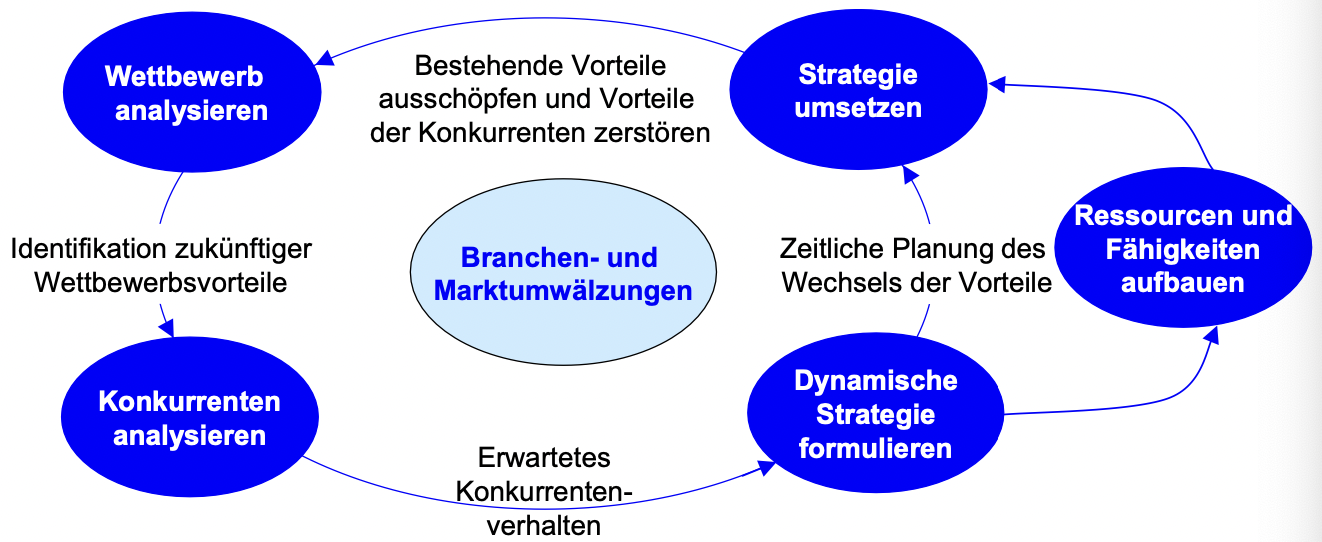 Wettbewerb
analysieren
Bestehende Vorteile
ausschöpfen und Vorteile
der Konkurrenten zerstören
Strategie
umsetzen
Identifikation zukünftiger
Wettbewerbsvorteile
Branchen- und
Marktumwälzungen
Zeitliche Planung des
Wechsels der Vorteile
Ressourcen und
Fähigkeiten
aufbauen
Konkurrenten
analysieren
Erwartetes
Konkurrenten-
verhalten
Dynamische
Strategie
formulieren